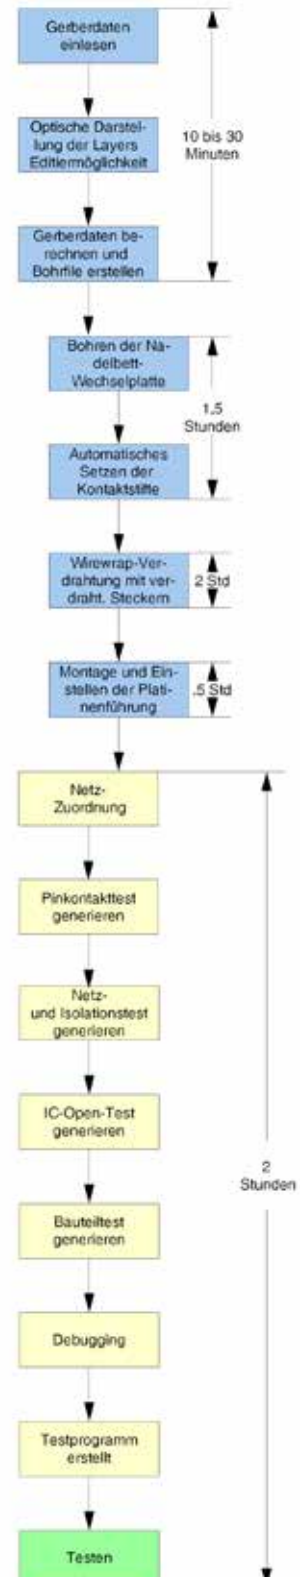 Gerberdaten
einlesen
Optische Darstel-
lung der Layers
Editiermöglichkeit
10 bis 30
Minuten
Gerberdaten be-
rechnen und
Bohrfile erstellen
Bohren der Na-
delbett-
Wechselplatte
1,5
Stunden
Automatisches
Setzen der
Kontaktstifte
Wirewrap-Ver-
drahtung mit ver-
draht. Steckern
2 Std
Montage und Ein-
stellen der Plati-
nenführung
.5 Std
Netz-
Zuordnung
Pinkontakttest
generieren
Netz-
und Isolationstest
generieren
IC-Open-Test
generieren
2
Stunden
Bauteiltest
generieren
Debugging
Testprogramm
erstellt
Testen